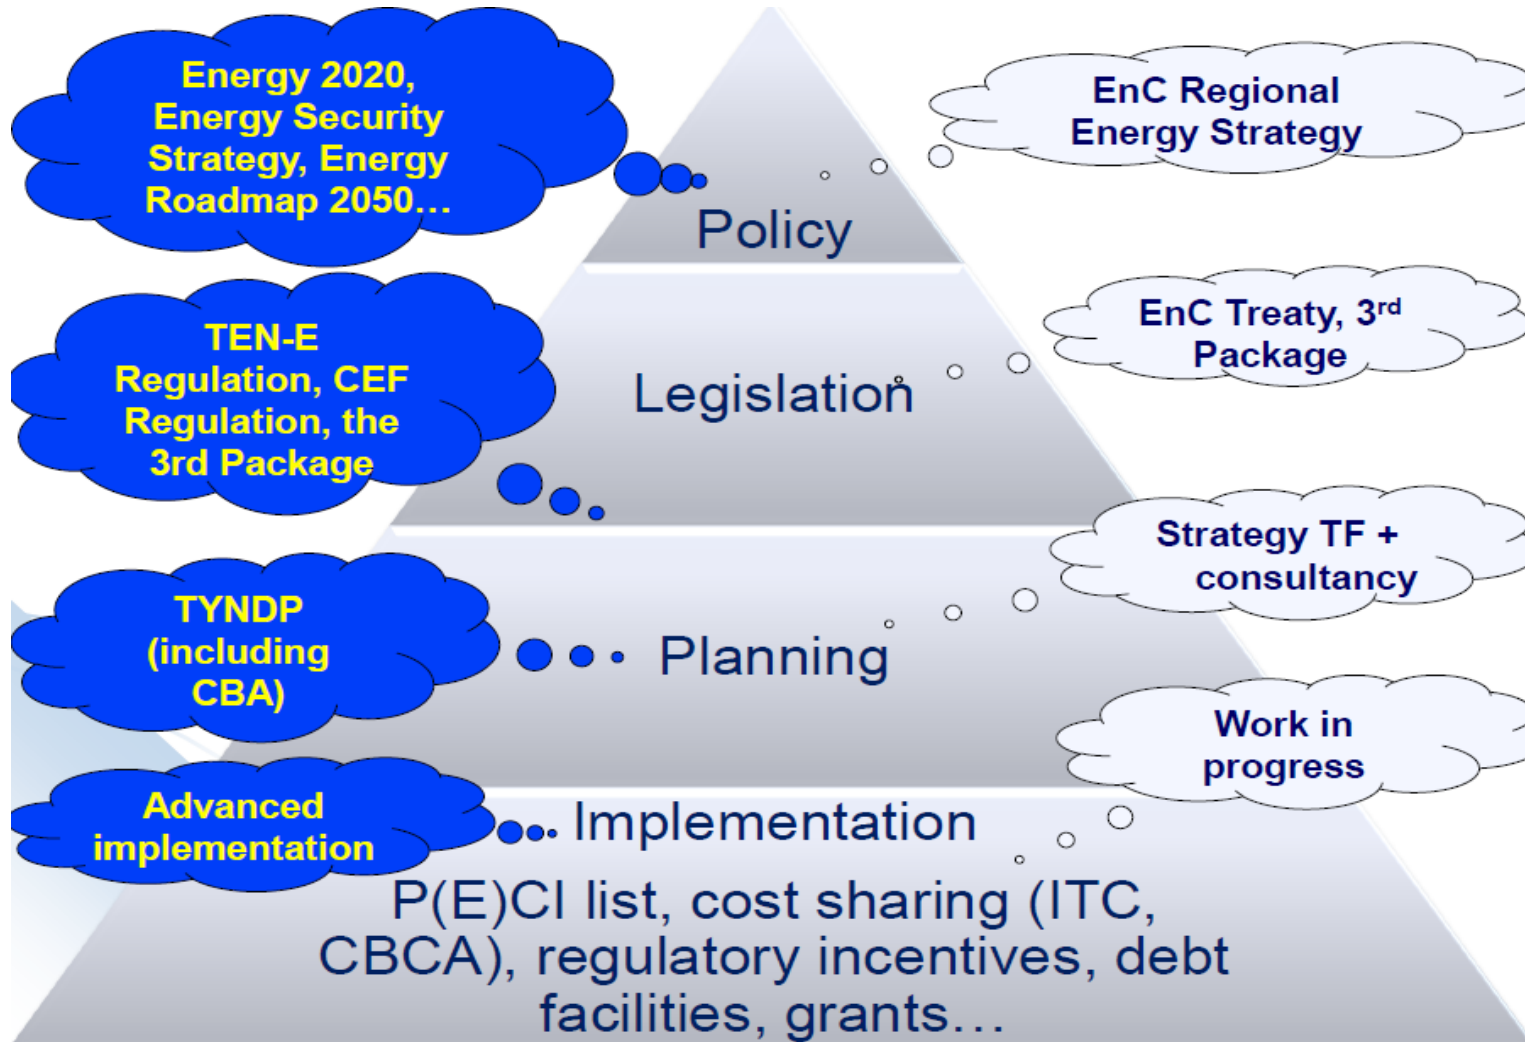 Energy 2020,
Energy Security
Strategy, Energy
Roadmap 2050…
EnC Regional
Energy Strategy
Policy
TEN-E
Regulation, CEF
Regulation, the
3rd Package
EnC Treaty, 3rd
Package
Legislation
Strategy TF +
consultancy
TYNDP
(including
CBA)
Planning
Work in
progress
Advanced
implementation
Implementation
P(E)CI list, cost sharing (ITC,
CBCA), regulatory incentives, debt
facilities, grants…